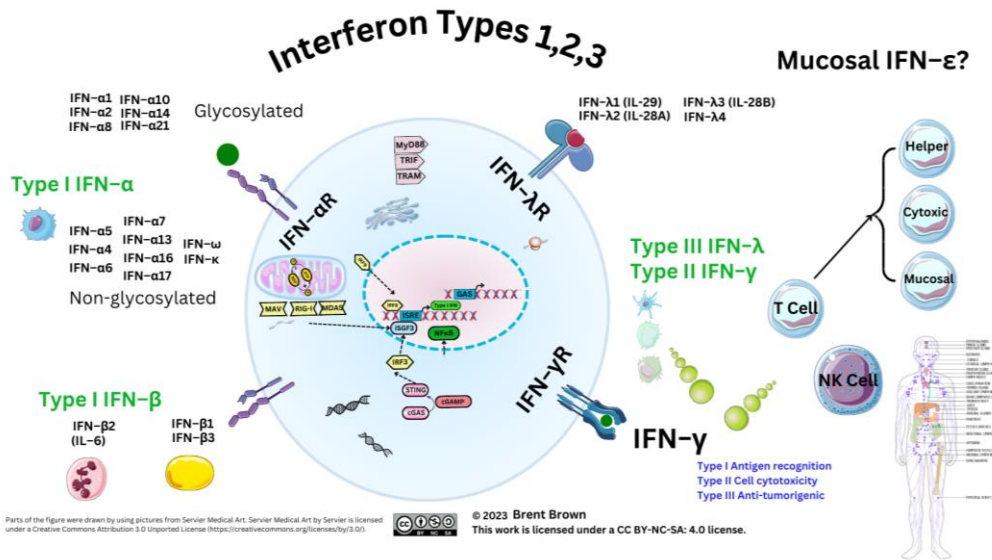 Interferon Types 1,2,3
Mucosal IFN-ε?
IFN-α1 IFN-α10
IFN-α2 IFN-α14
IFN-α8 IFN-α21
Glycosylated
Type I IFN-α
IFN-α5
IFN-α4
IFN-α6
IFN-α7
IFN-α13
IFN-α16
IFN-α17
IFN-ω
IFN-κ
Non-glycosylated
IFN-αR
MyD88
TRIF
TRAM
IFN-λR
IFN-λ1 (IL-29)
IFN-λ2 (IL-28A)
IFN-λ3 (IL-28B)
IFN-λ4
MAV RIG-I MDA5
ISRE
Type I IFN
GAS
ISGF3
NFκB
IRF3
STING
cGAS
cGAMP
IFN-γR
Type III IFN-λ
Type II IFN-γ
Helper
Cytoxic
Mucosal
T Cell
NK Cell
Type I IFN-β
IFN-β2
(IL-6)
IFN-β1
IFN-β3
IFN-γ
Type I Antigen recognition
Type II Cell cytotoxicity
Type III Anti-tumorigenic
Parts of the figure were drawn by using pictures from Servier Medical Art. Servier Medical Art by Servier is licensed
under a Creative Commons Attribution 3.0 Unported License (https://creativecommons.org/licenses/by/3.0/).
CC
BY NC SA
© 2023 Brent Brown
This work is licensed under a CC BY-NC-SA: 4.0 license.